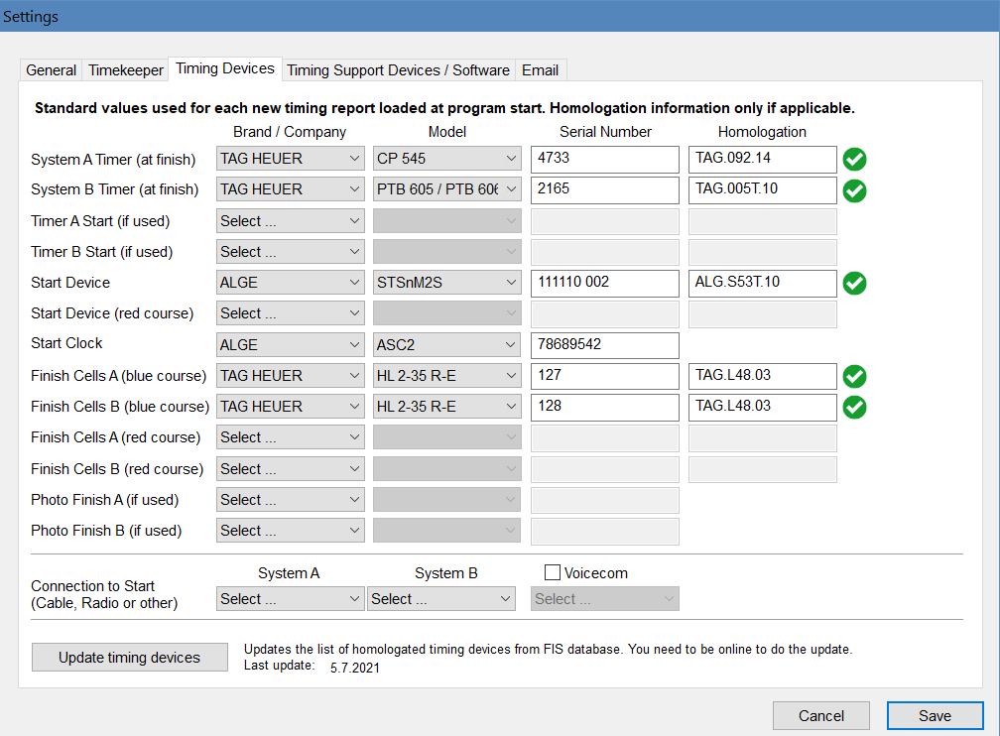 Settings
General Timekeeper Timing Devices Timing Support Devices / Software Email
Standard values used for each new timing report loaded at program start. Homologation information only if applicable.
Brand / Company Model Serial Number Homologation
System A Timer (at finish) TAG HEUER CP 545 4733 TAG.092.14
System B Timer (at finish) TAG HEUER PTB 605 / PTB 606 2165 TAG.005T.10
Timer A Start (if used) Select ...
Timer B Start (if used) Select ...
Start Device ALGE STSnM2S 111110 002 ALG.S53T.10
Start Device (red course) Select ...
Start Clock ALGE ASC2 78689542
Finish Cells A (blue course) TAG HEUER HL 2-35 R-E 127 TAG.L48.03
Finish Cells B (blue course) TAG HEUER HL 2-35 R-E 128 TAG.L48.03
Finish Cells A (red course) Select ...
Finish Cells B (red course) Select ...
Photo Finish A (if used) Select ...
Photo Finish B (if used) Select ...
System A System B Voicecom
Connection to Start
(Cable, Radio or other) Select ... Select ... Select ...
Update timing devices
Updates the list of homologated timing devices from FIS database. You need to be online to do the update.
Last update: 5.7.2021
Cancel Save